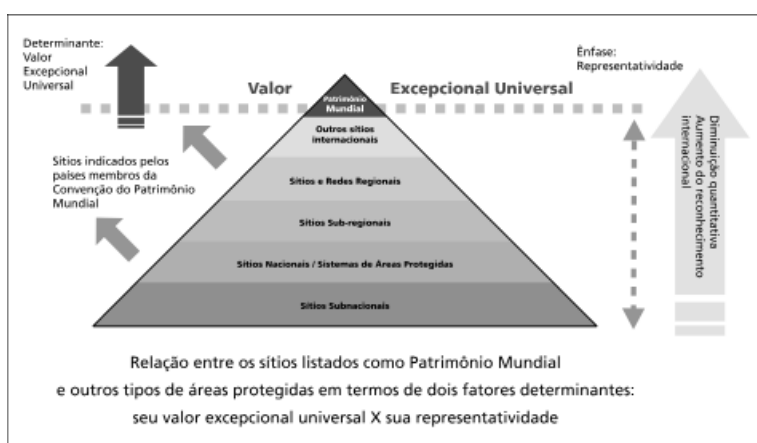 Determinante:
Valor
Excepcional
Universal
Valor
Excepcional Universal
Ênfase:
Representatividade
Patrimônio
Mundial
Outros sítios
internacionais
Sítios indicados pelos
países membros da
Convenção do Patrimônio
Mundial
Sítios e Redes Regionais
Sítios Sub-regionais
Sítios Nacionais / Sistemas de Áreas Protegidas
Sítios Subnacionais
Diminuição quantitativa
Aumento do reconhecimento
internacional
Relação entre os sítios listados como Patrimônio Mundial
e outros tipos de áreas protegidas em termos de dois fatores determinantes:
seu valor excepcional universal X sua representatividade